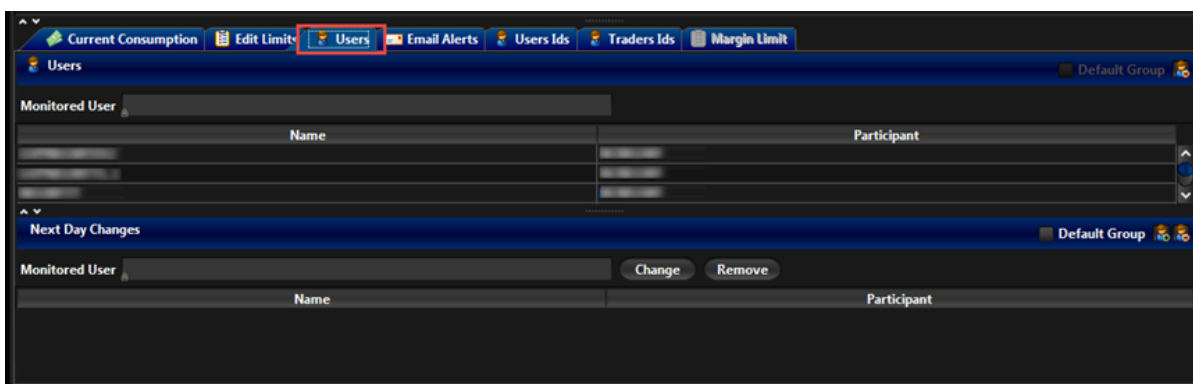 Current Consumption Edit Limits Users Email Alerts Users Ids Traders Ids Margin Limit
Users Default Group
Monitored User
Name Participant
Next Day Changes Default Group
Monitored User Change Remove
Name Participant